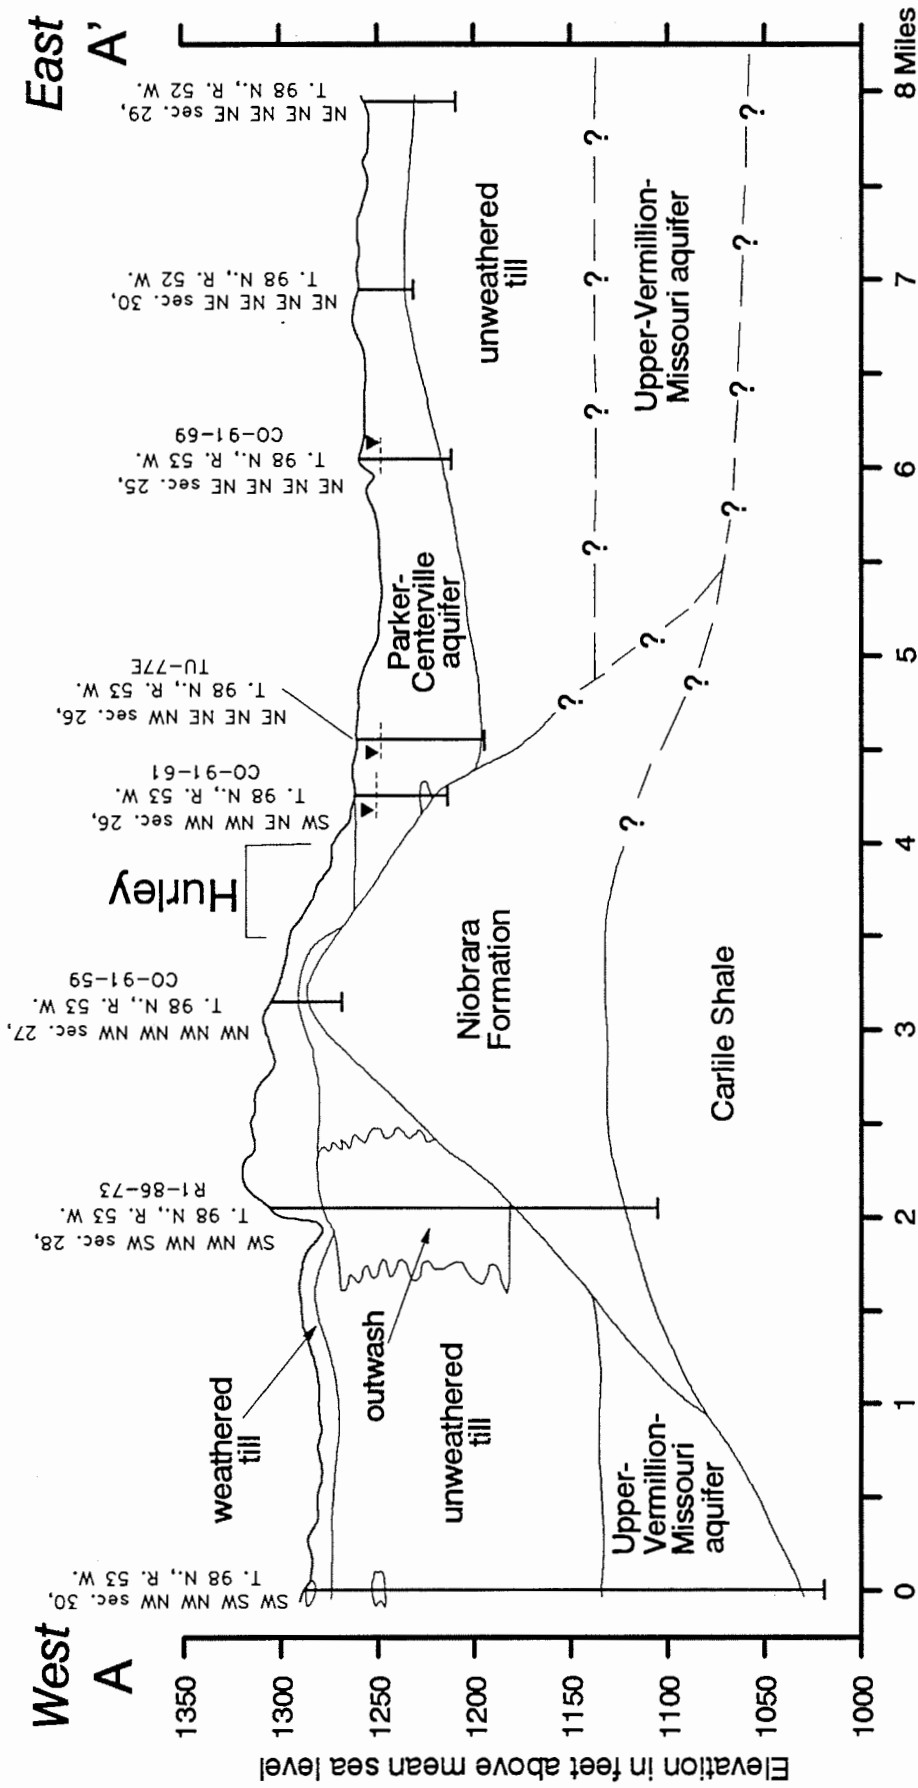 West
A
East
A'
SW SW NW NW sec. 30,
T. 98 N., R. 53 W.
SW NW NW SW sec. 28,
T. 98 N., R. 53 W.
R1-86-73
NW NW NW NW sec. 27,
T. 98 N., R. 53 W.
CO-91-59
Hurley
SW NE NW NW sec. 26,
T. 98 N., R. 53 W.
CO-91-61
NE NE NE NW sec. 26,
T. 98 N., R. 53 W.
TU-77E
NE NE NE NE sec. 25,
T. 98 N., R. 53 W.
CO-91-69
NE NE NE NE sec. 30,
T. 98 N., R. 52 W.
NE NE NE NE sec. 29,
T. 98 N., R. 52 W.
Elevation in feet above mean sea level
1350
1300
1250
1200
1150
1100
1050
1000
weathered
till
outwash
unweathered
till
Upper-
Vermillion-
Missouri
aquifer
Niobrara
Formation
Carlile Shale
Parker-
Centerville
aquifer
unweathered
till
Upper-Vermillion-
Missouri aquifer
? ? ? ?
? ?
? ? ? ? ? ?
0 1 2 3 4 5 6 7 8 Miles